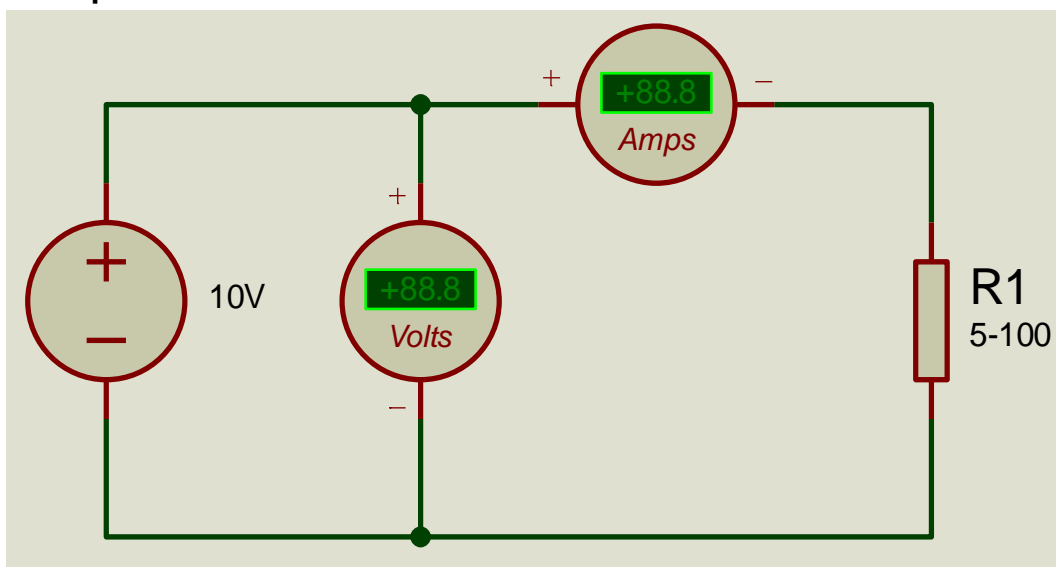 + −
+88.8
Amps
+
+88.8
Volts
−
+
−
10V
R1
5-100